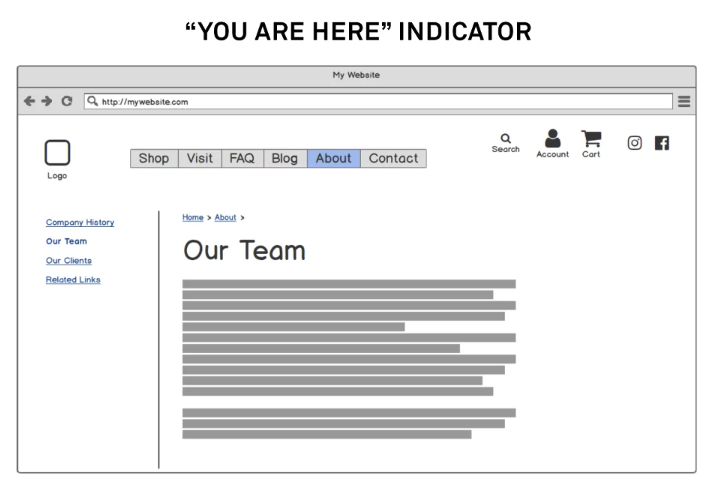 “YOU ARE HERE” INDICATOR
My Website
http://mywebsite.com
Logo
Shop Visit FAQ Blog About Contact
Search
Account
Cart
Company History
Our Team
Our Clients
Related Links
Home > About >
Our Team